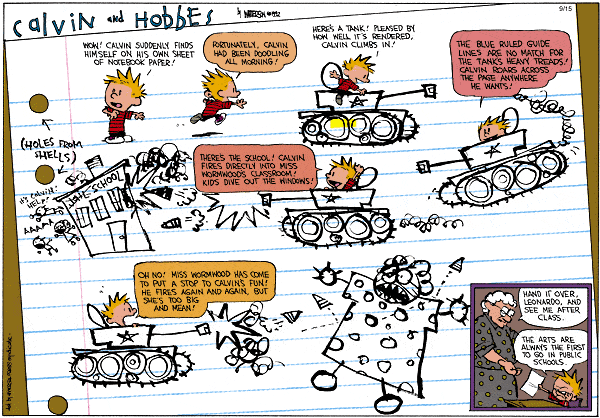 calvin and HobbEs
by WATTERSON
9/15
WOW! CALVIN SUDDENLY FINDS
HIMSELF ON HIS OWN SHEET
OF NOTEBOOK PAPER!
FORTUNATELY, CALVIN
HAD BEEN DOODLING
ALL MORNING!
HERE'S A TANK! PLEASED BY
HOW WELL IT'S RENDERED,
CALVIN CLIMBS IN!
THE BLUE RULED GUIDE
LINES ARE NO MATCH FOR
THE TANK'S HEAVY TREADS!
CALVIN ROARS ACROSS
THE PAGE ANYWHERE
HE WANTS!
(HOLES FROM
SHELLS)
SCHOOL
IT'S CALVIN!
HELP!
AAAAA
THERE'S THE SCHOOL! CALVIN
FIRES DIRECTLY INTO MISS
WORMWOOD'S CLASSROOM!
KIDS DIVE OUT THE WINDOWS!
OH NO! MISS WORMWOOD HAS COME
TO PUT A STOP TO CALVIN'S FUN!
HE FIRES AGAIN AND AGAIN, BUT
SHE'S TOO BIG
AND MEAN!
HAND IT OVER,
LEONARDO, AND
SEE ME AFTER
CLASS.
THE ARTS ARE
ALWAYS THE FIRST
TO GO IN PUBLIC
SCHOOLS.